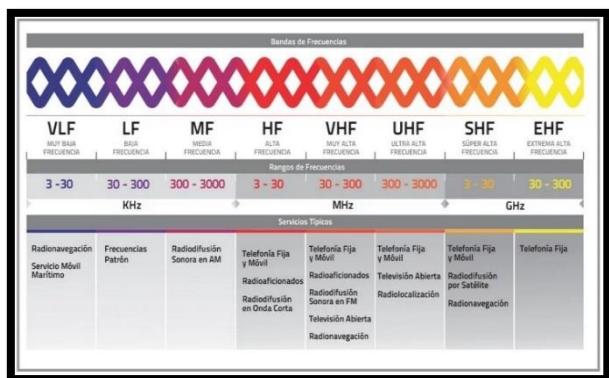 Bandas de Frecuencias
VLF LF MF HF VHF UHF SHF EHF
MUY BAJA FRECUENCIA
BAJA FRECUENCIA
MEDIA FRECUENCIA
ALTA FRECUENCIA
MUY ALTA FRECUENCIA
ULTRA ALTA FRECUENCIA
SÚPER ALTA FRECUENCIA
EXTREMA ALTA FRECUENCIA
Rangos de Frecuencias
3 -30 30 - 300 300 - 3000 3 - 30 30 - 300 300 - 3000 3 - 30 30 - 300
KHz MHz GHz
Servicios Típicos
Radionavegación
Servicio Móvil
Marítimo
Frecuencias
Patrón
Radiodifusión
Sonora en AM
Telefonía Fija
y Móvil
Radioaficionados
Radiodifusión
en Onda Corta
Telefonía Fija
y Móvil
Radioaficionados
Radiodifusión
Sonora en FM
Televisión Abierta
Radionavegación
Telefonía Fija
y Móvil
Televisión Abierta
Radiolocalización
Telefonía Fija
y Móvil
Radiodifusión
por Satélite
Radionavegación
Telefonía Fija